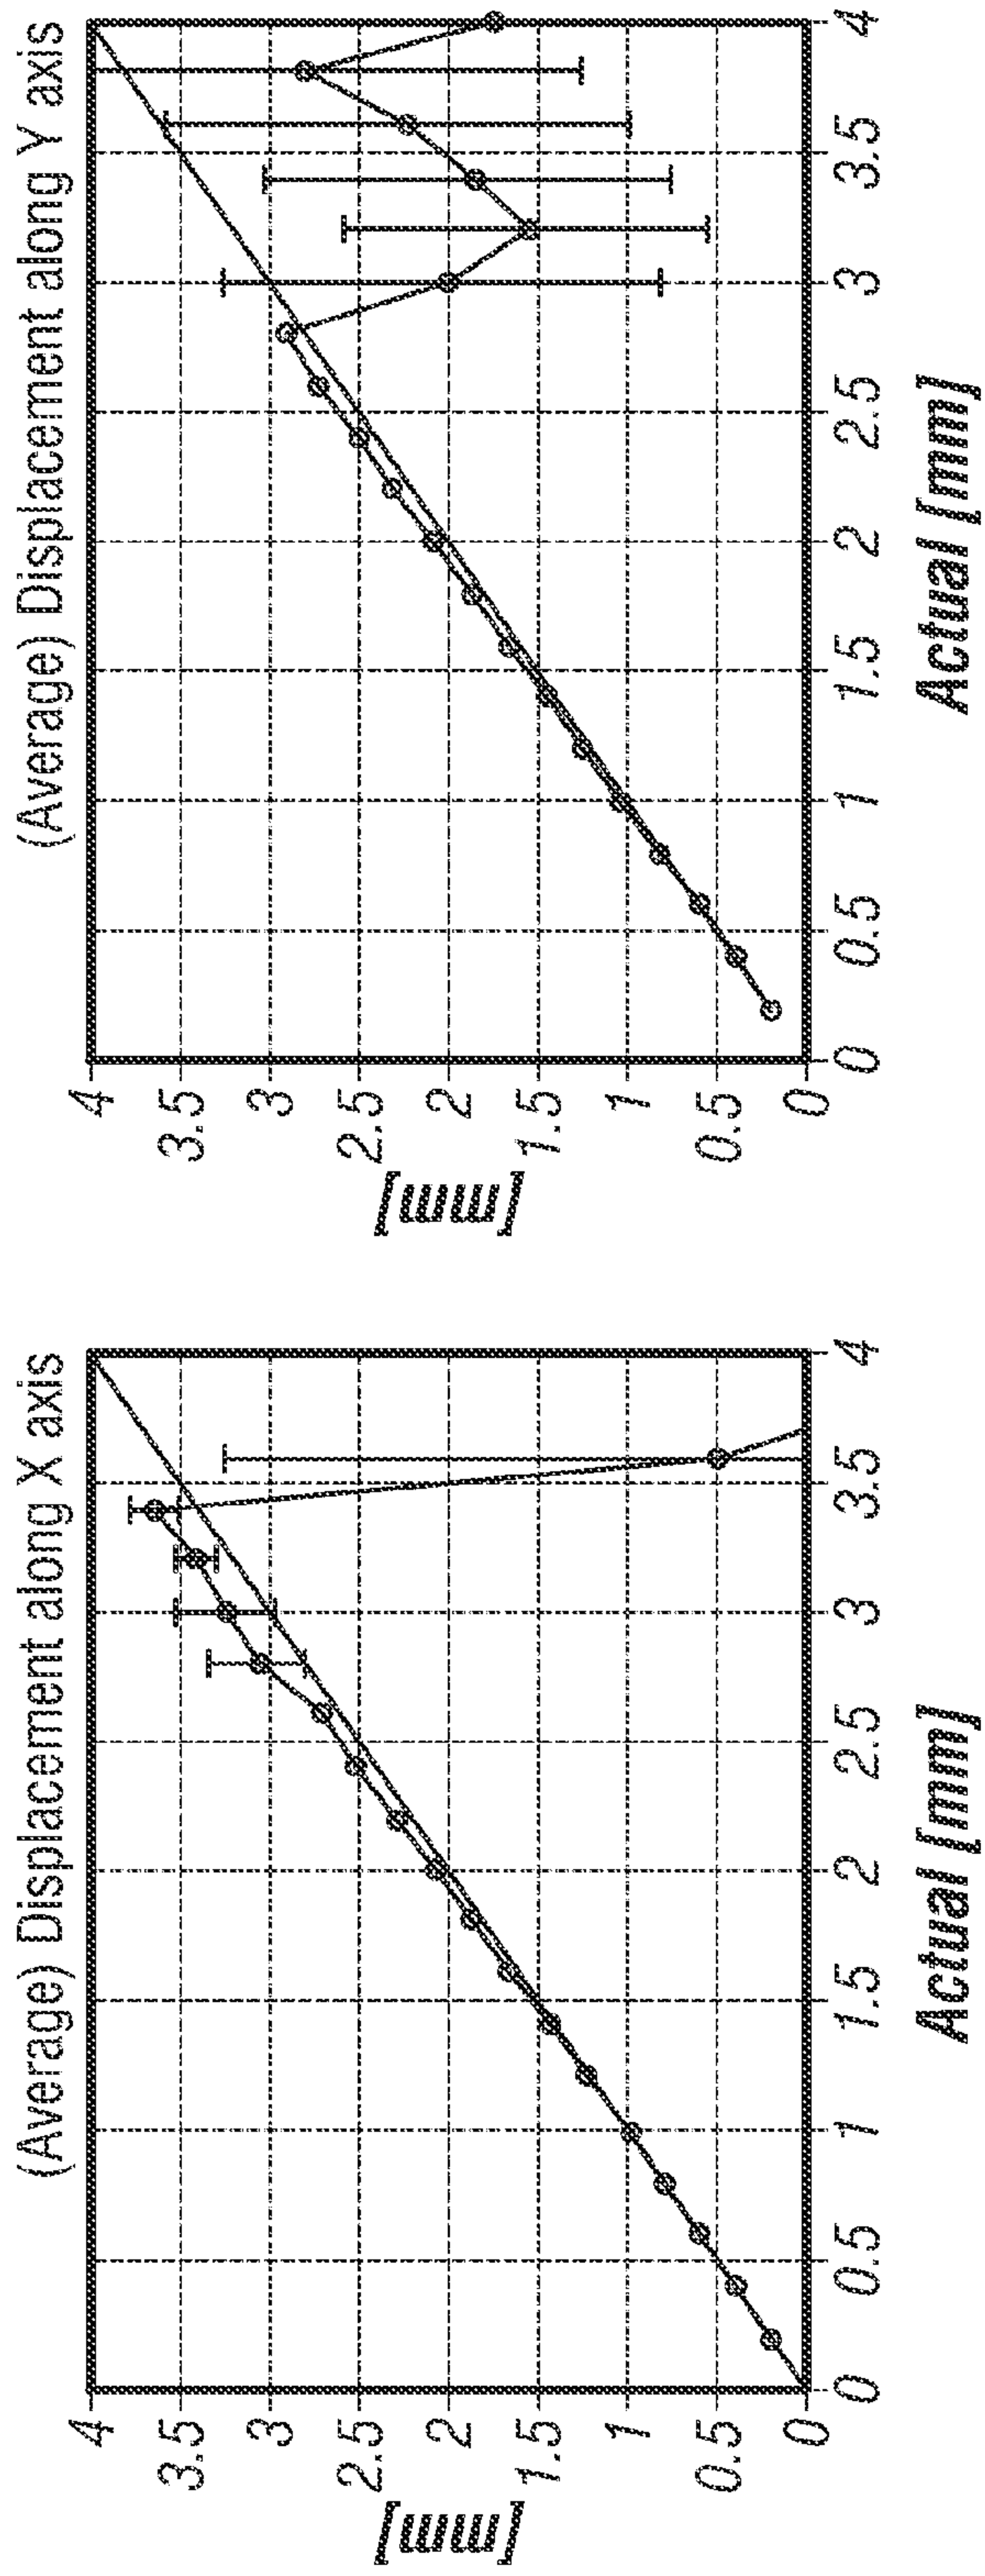 (Average) Displacement along X axis
[mm]
4
3.5
3
2.5
2
1.5
1
0.5
0
0 0.5 1 1.5 2 2.5 3 3.5 4
Actual [mm]
(Average) Displacement along Y axis
[mm]
4
3.5
3
2.5
2
1.5
1
0.5
0
0 0.5 1 1.5 2 2.5 3 3.5 4
Actual [mm]